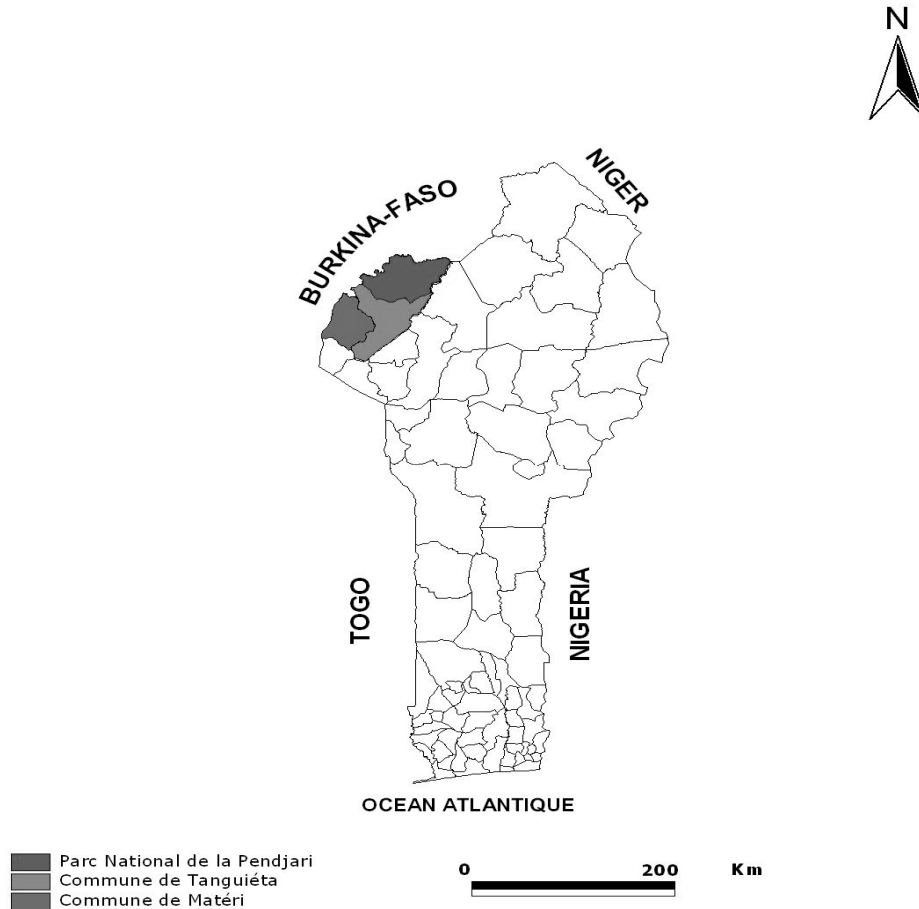 N
NIGER
BURKINA-FASO
TOGO
NIGERIA
OCEAN ATLANTIQUE
Parc National de la Pendjari
Commune de Tanguiéta
Commune de Matéri
0 200 Km